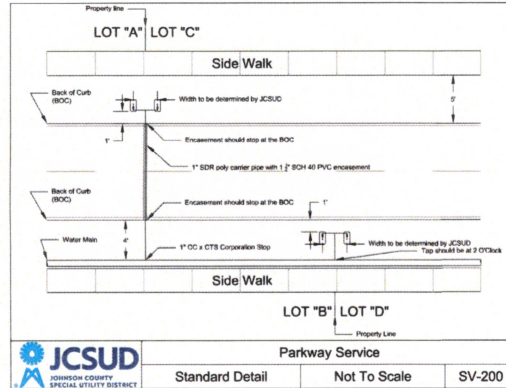 Property line
LOT "A" LOT "C"
Side Walk
Back of Curb
(BOC)
Width to be determined by JCSUD
5'
1'
Encasement should stop at the BOC
1" SDR poly carrier pipe with 1 ½" SCH 40 PVC encasement
Back of Curb
(BOC)
Encasement should stop at the BOC
1'
Water Main
4'
1" CC x CTS Corporation Stop
Width to be determined by JCSUD
Tap should be at 2 O'Clock
Side Walk
LOT "B" LOT "D"
Property Line
JCSUD
JOHNSON COUNTY
SPECIAL UTILITY DISTRICT
Parkway Service
Standard Detail
Not To Scale
SV-200